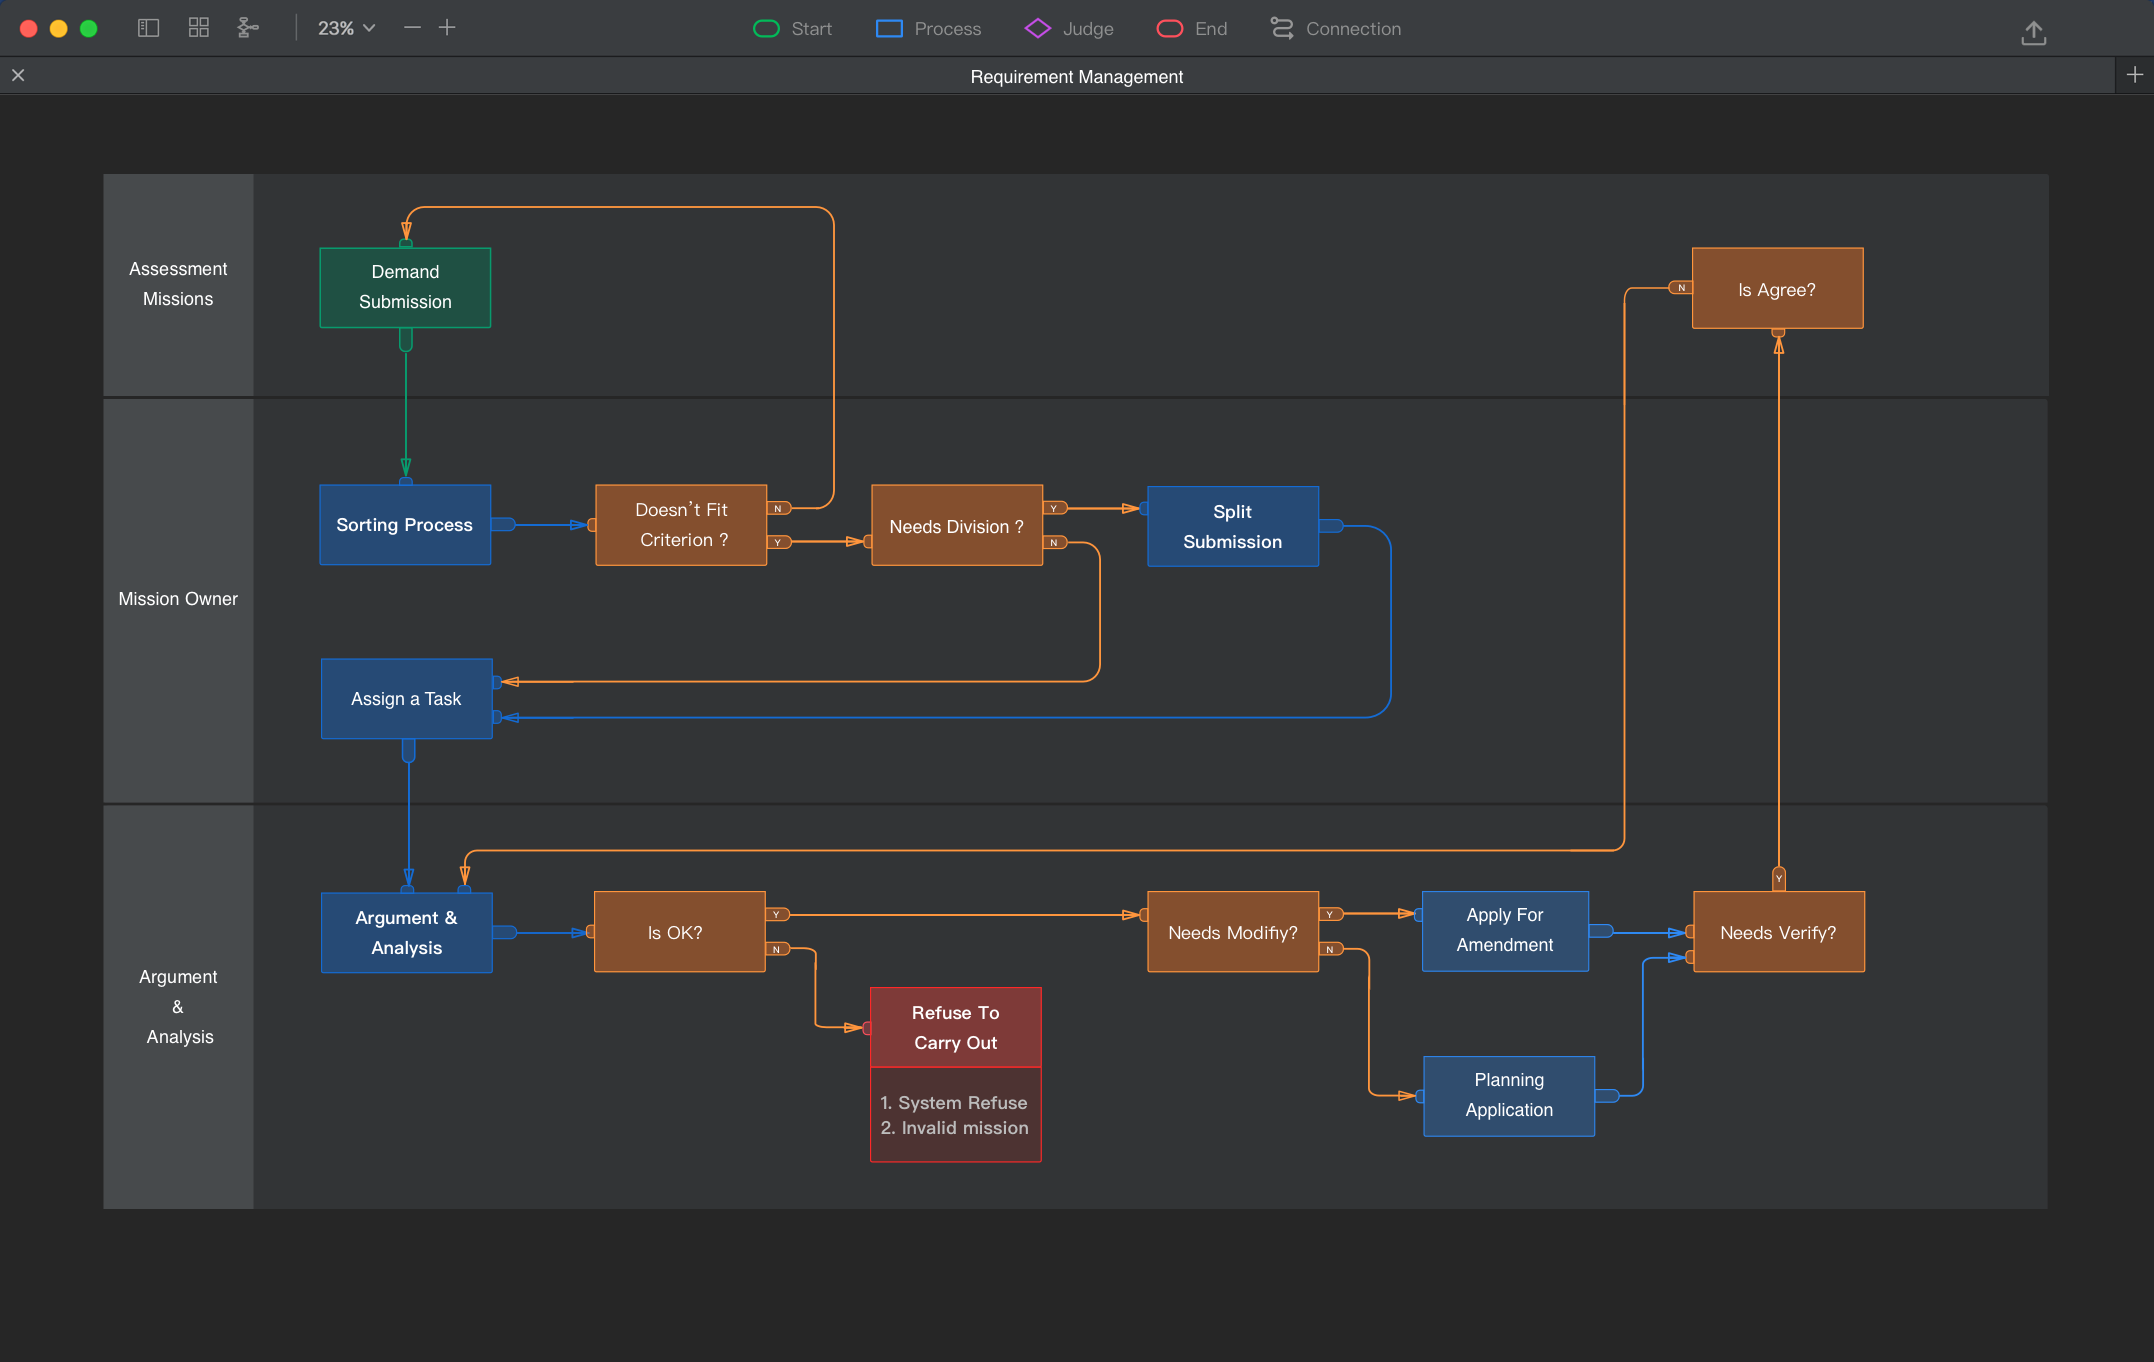 23%
Start
Process
Judge
End
Connection
Requirement Management
Assessment
Missions
Demand
Submission
N
Is Agree?
Mission Owner
Sorting Process
Doesn't Fit
Criterion ?
N
Y
Needs Division ?
Y
N
Split
Submission
Assign a Task
Argument
&
Analysis
Argument &
Analysis
Is OK?
Y
N
Refuse To
Carry Out
1. System Refuse
2. Invalid mission
Needs Modifiy?
Y
N
Apply For
Amendment
Planning
Application
Y
Needs Verify?